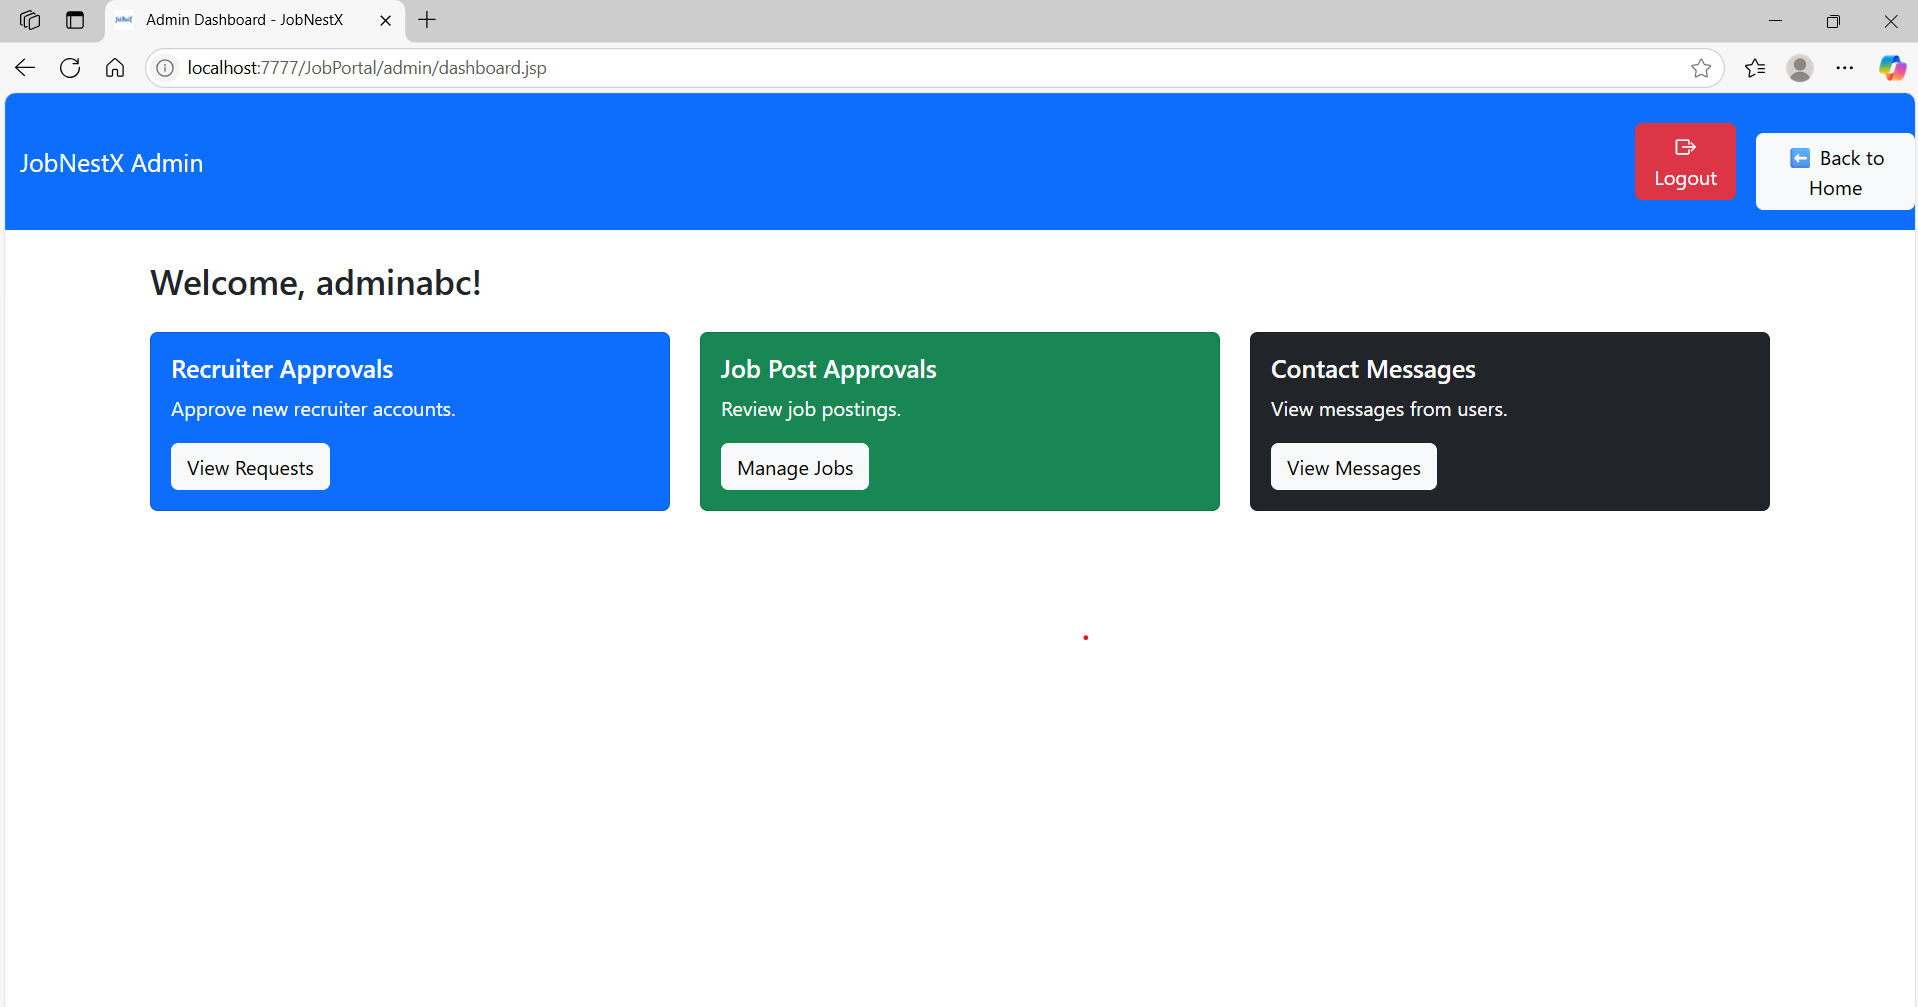 Admin Dashboard - JobNestX
localhost:7777/JobPortal/admin/dashboard.jsp
JobNestX Admin
Logout
Back to
Home
Welcome, adminabc!
Recruiter Approvals
Approve new recruiter accounts.
View Requests
Job Post Approvals
Review job postings.
Manage Jobs
Contact Messages
View messages from users.
View Messages